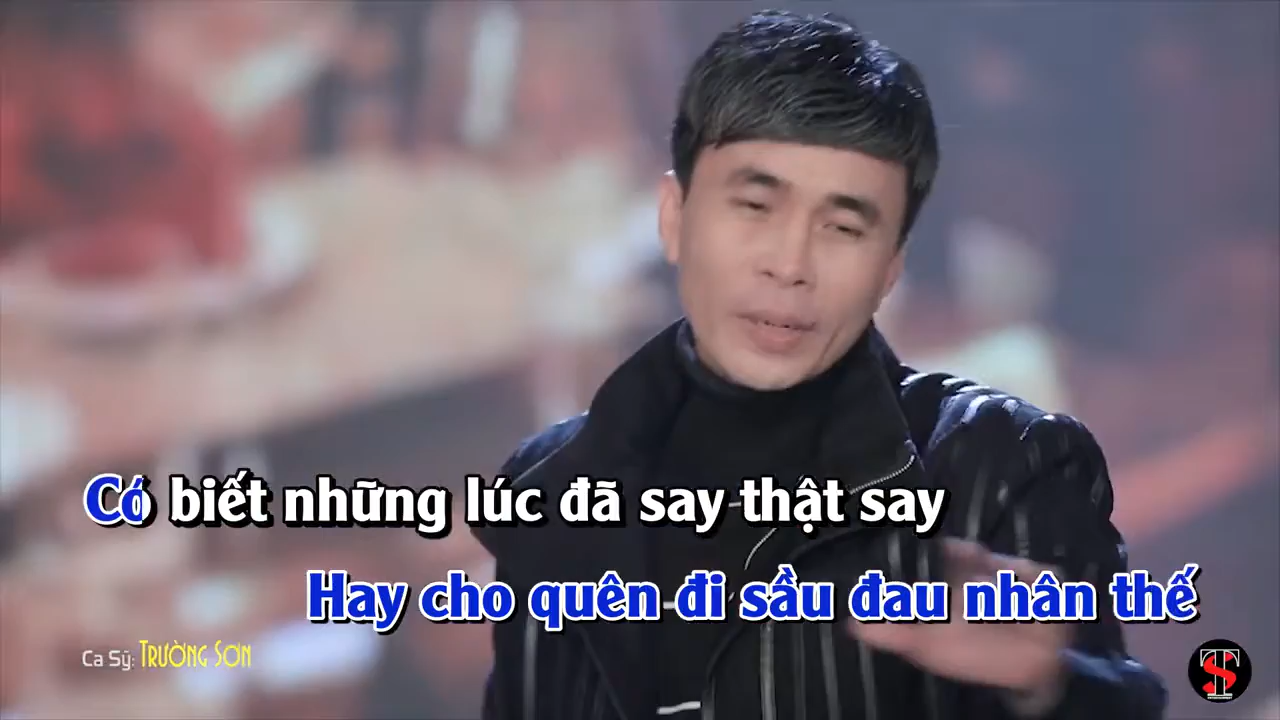 Có biết những lúc đã say thật say
Hay cho quên đi sầu đau nhân thế
Ca Sỹ: TRƯỜNG SƠN
TS